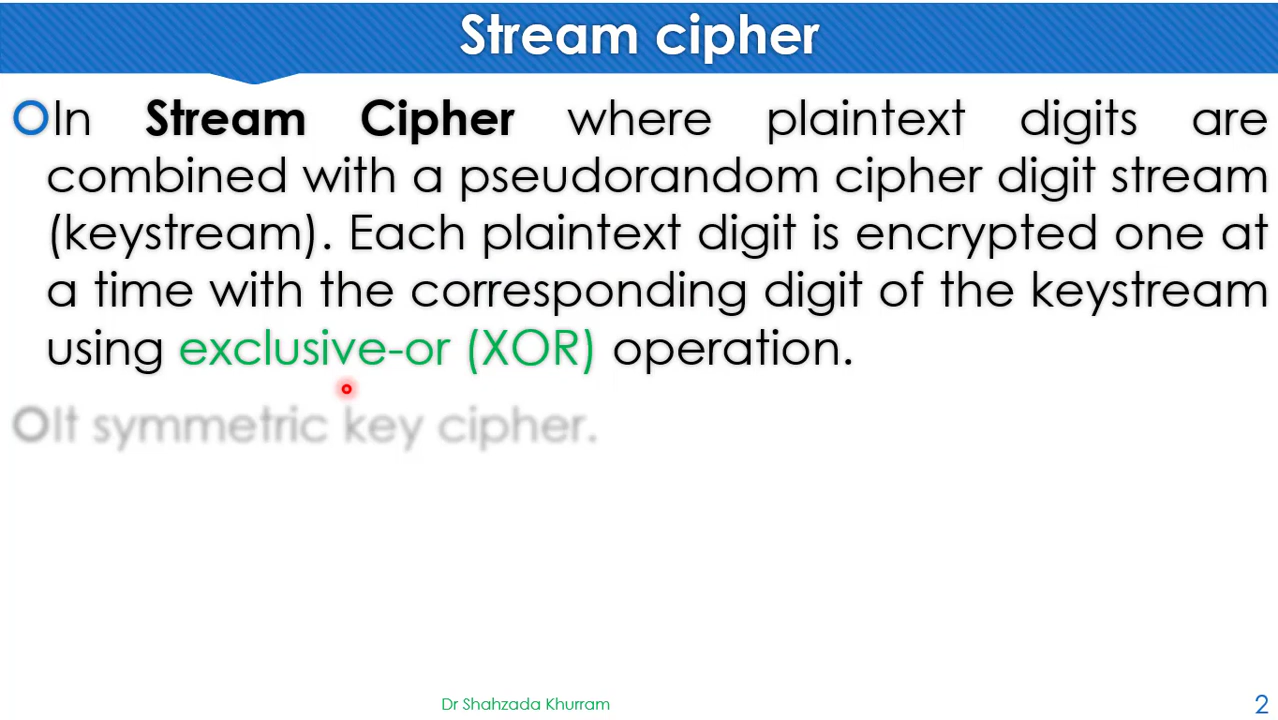 Stream cipher
In Stream Cipher where plaintext digits are
combined with a pseudorandom cipher digit stream
(keystream). Each plaintext digit is encrypted one at
a time with the corresponding digit of the keystream
using exclusive-or (XOR) operation.
It symmetric key cipher.
Dr Shahzada Khurram
2